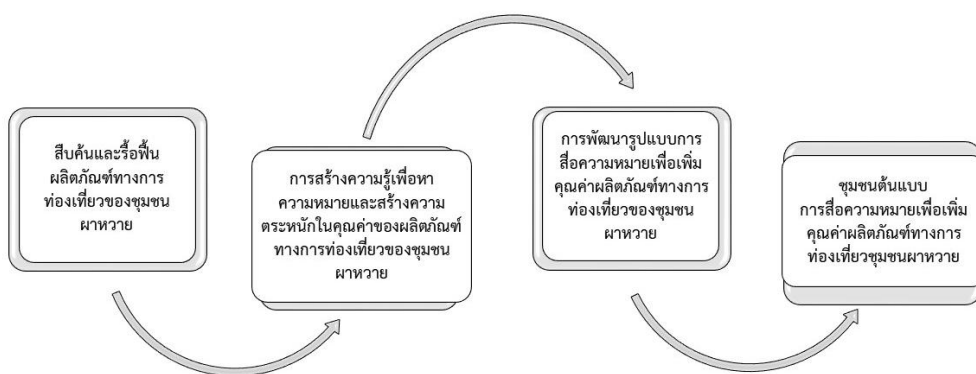 สืบค้นและรื้อฟื้น
ผลิตภัณฑ์ทางการ
ท่องเที่ยวของชุมชน
ผาหวาย
การสร้างความรู้เพื่อหา
ความหมายและสร้างความ
ตระหนักในคุณค่าของผลิตภัณฑ์
ทางการท่องเที่ยวของชุมชน
ผาหวาย
การพัฒนารูปแบบการ
สื่อความหมายเพื่อเพิ่ม
คุณค่าผลิตภัณฑ์ทางการ
ท่องเที่ยวของชุมชน
ผาหวาย
ชุมชนต้นแบบ
การสื่อความหมายเพื่อเพิ่ม
คุณค่าผลิตภัณฑ์ทางการ
ท่องเที่ยวชุมชนผาหวาย